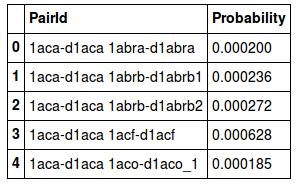 PairId Probability
0 1aca-d1aca 1abra-d1abra 0.000200
1 1aca-d1aca 1abrb-d1abrb1 0.000236
2 1aca-d1aca 1abrb-d1abrb2 0.000272
3 1aca-d1aca 1acf-d1acf 0.000628
4 1aca-d1aca 1aco-d1aco_1 0.000185